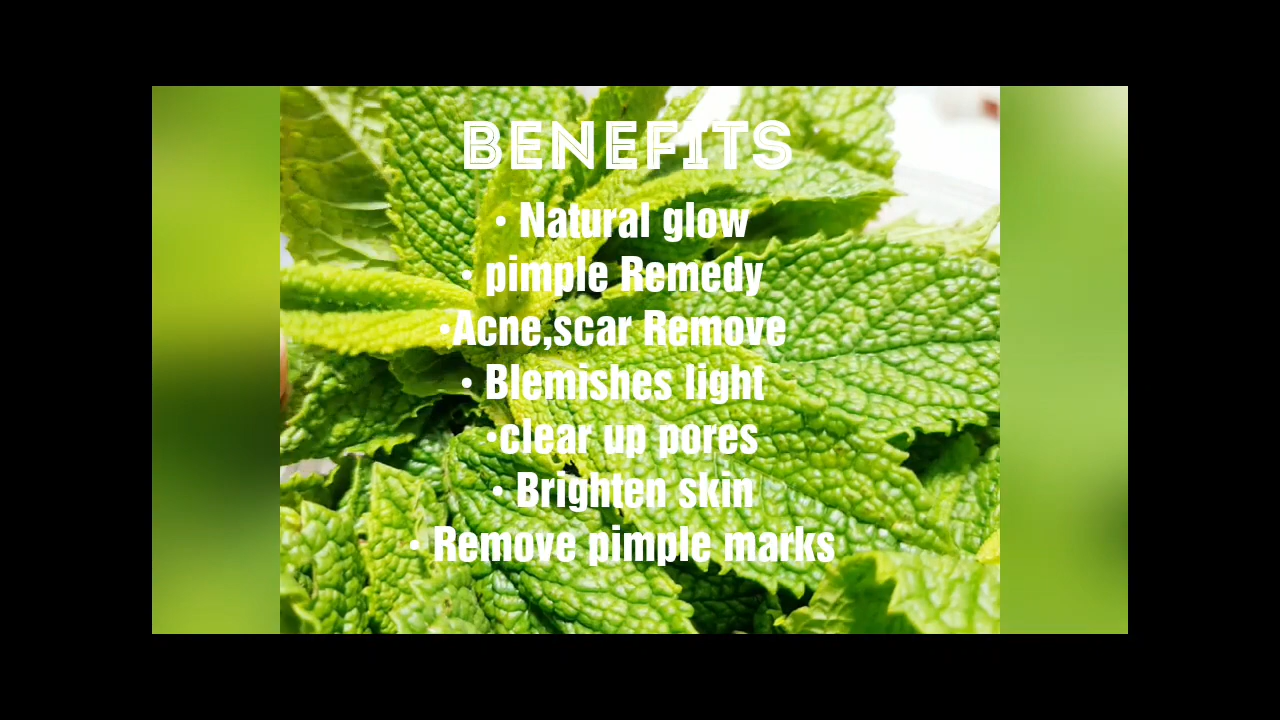 BENEFITS
• Natural glow
• pimple Remedy
•Acne,scar Remove
• Blemishes light
•clear up pores
• Brighten skin
• Remove pimple marks